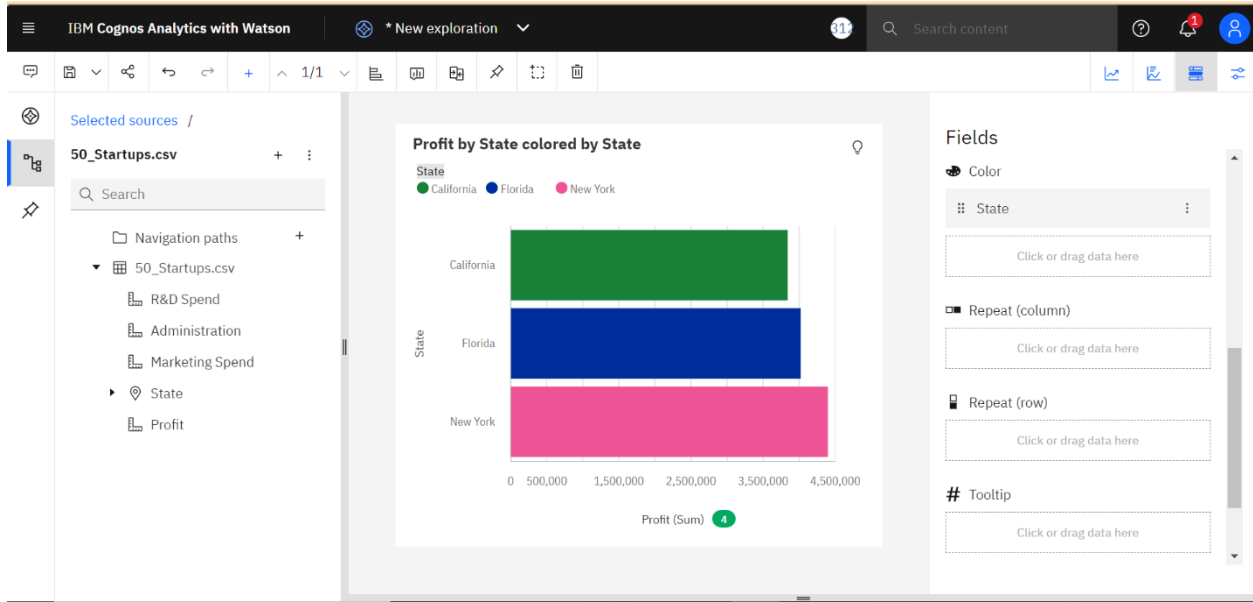 IBM Cognos Analytics with Watson
* New exploration
312
Search content
1
1/1
Selected sources /
50_Startups.csv
Search
Navigation paths
50_Startups.csv
R&D Spend
Administration
Marketing Spend
State
Profit
Profit by State colored by State
State
California Florida New York
California
Florida
New York
State
0 500,000 1,500,000 2,500,000 3,500,000 4,500,000
Profit (Sum) 4
Fields
Color
State
Click or drag data here
Repeat (column)
Click or drag data here
Repeat (row)
Click or drag data here
# Tooltip
Click or drag data here